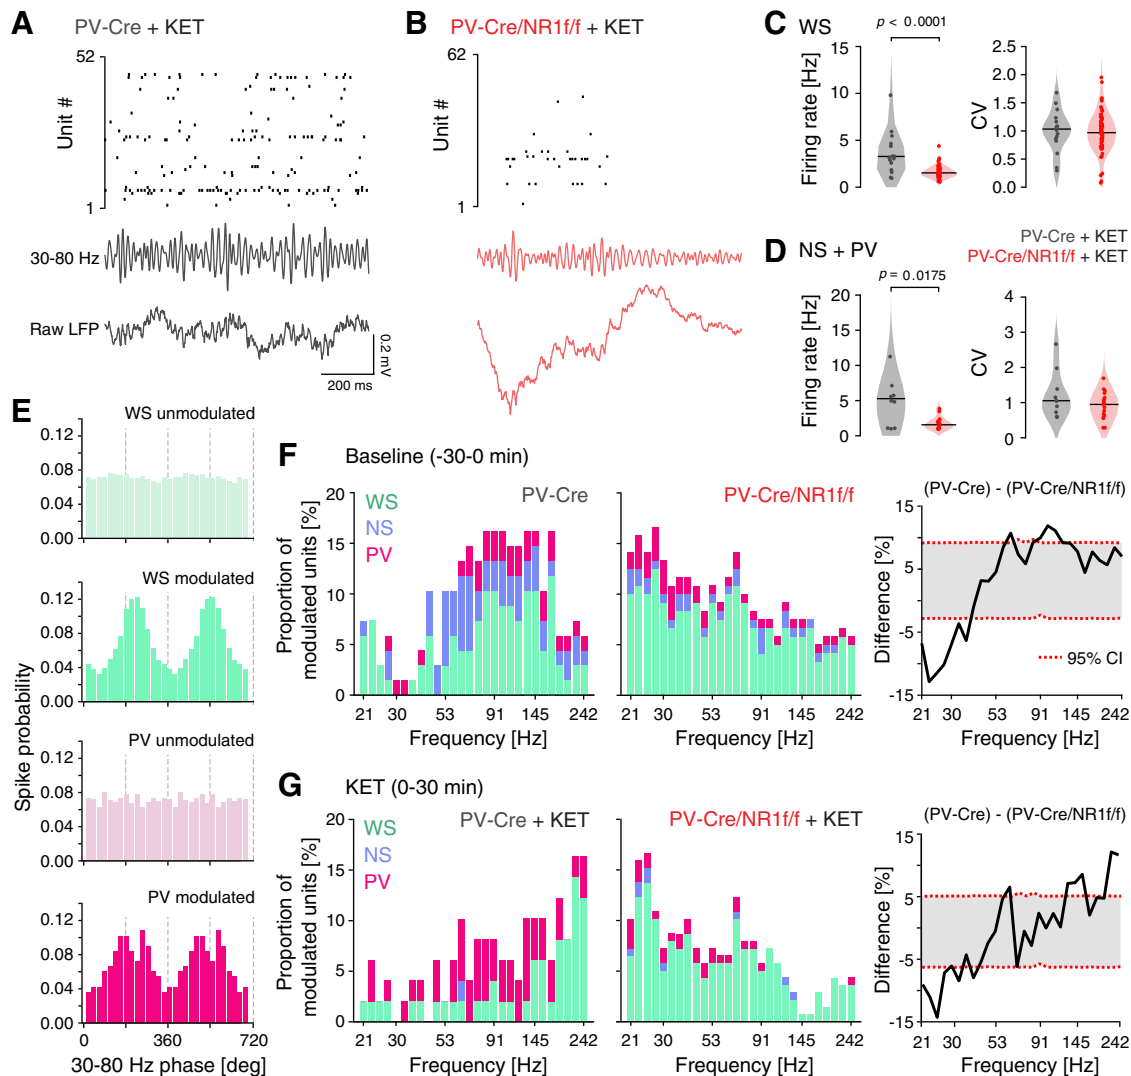 A PV-Cre + KET
52
Unit #
1
30-80 Hz
Raw LFP
0.2 mV
200 ms
B PV-Cre/NR1f/f + KET
62
Unit #
1
C WS
p < 0.0001
Firing rate [Hz]
15
10
5
0
CV
2.5
2.0
1.5
1.0
0.5
0.0
PV-Cre + KET
PV-Cre/NR1f/f + KET
D NS + PV
p = 0.0175
Firing rate [Hz]
20
15
10
5
0
CV
4
3
2
1
0
E
Spike probability
WS unmodulated
0.12
0.08
0.04
0.00
WS modulated
0.12
0.08
0.04
0.00
PV unmodulated
0.12
0.08
0.04
0.00
PV modulated
0.12
0.08
0.04
0.00
0 360 720
30-80 Hz phase [deg]
F Baseline (-30-0 min)
Proportion of
modulated units [%]
20
15
10
5
0
WS
NS
PV
PV-Cre
21 30 53 91 145 242
Frequency [Hz]
PV-Cre/NR1f/f
21 30 53 91 145 242
Frequency [Hz]
(PV-Cre) - (PV-Cre/NR1f/f)
Difference [%]
15
5
-5
-15
95% CI
21 30 53 91 145 242
Frequency [Hz]
G KET (0-30 min)
Proportion of
modulated units [%]
20
15
10
5
0
WS
NS
PV
PV-Cre + KET
21 30 53 91 145 242
Frequency [Hz]
PV-Cre/NR1f/f + KET
21 30 53 91 145 242
Frequency [Hz]
(PV-Cre) - (PV-Cre/NR1f/f)
Difference [%]
15
5
-5
-15
21 30 53 91 145 242
Frequency [Hz]